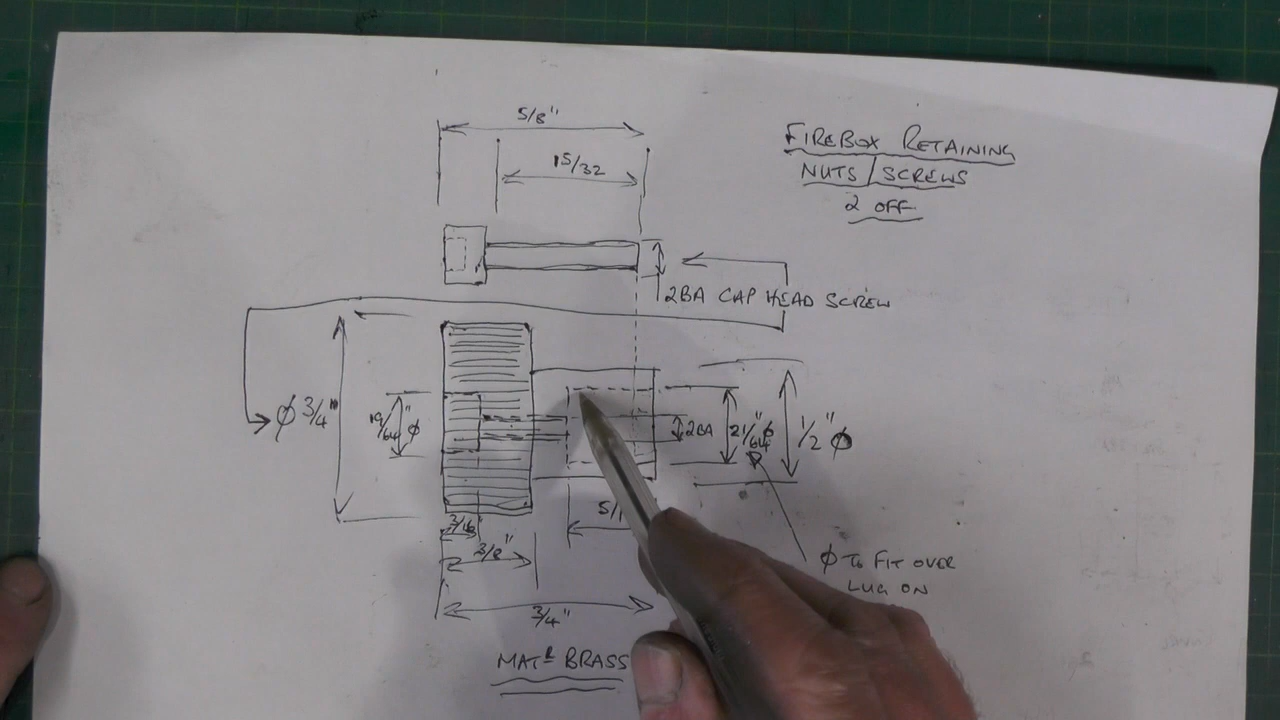 5/8"
15/32
FIREBOX RETAINING
NUTS/SCREWS
2 OFF
2BA CAP HEAD SCREW
φ 3/4"
19/64" φ
2BA
21/64" φ
1/2" φ
3/16"
3/8"
3/4"
φ TO FIT OVER
LUG ON
MATL BRASS